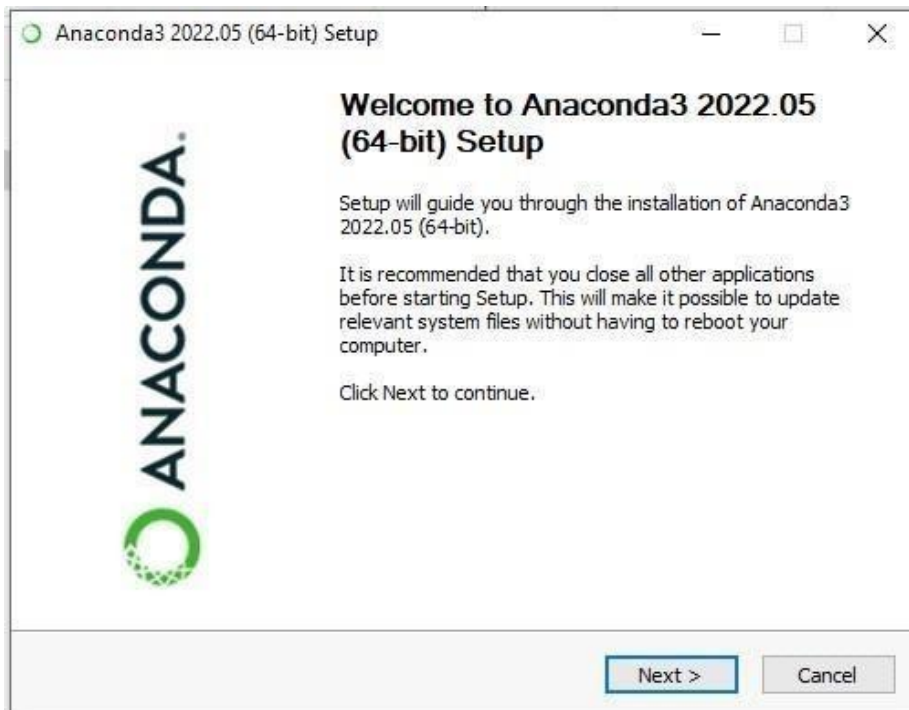 Anaconda3 2022.05 (64-bit) Setup
ANACONDA.
Welcome to Anaconda3 2022.05
(64-bit) Setup
Setup will guide you through the installation of Anaconda3
2022.05 (64-bit).
It is recommended that you close all other applications
before starting Setup. This will make it possible to update
relevant system files without having to reboot your
computer.
Click Next to continue.
Next >
Cancel